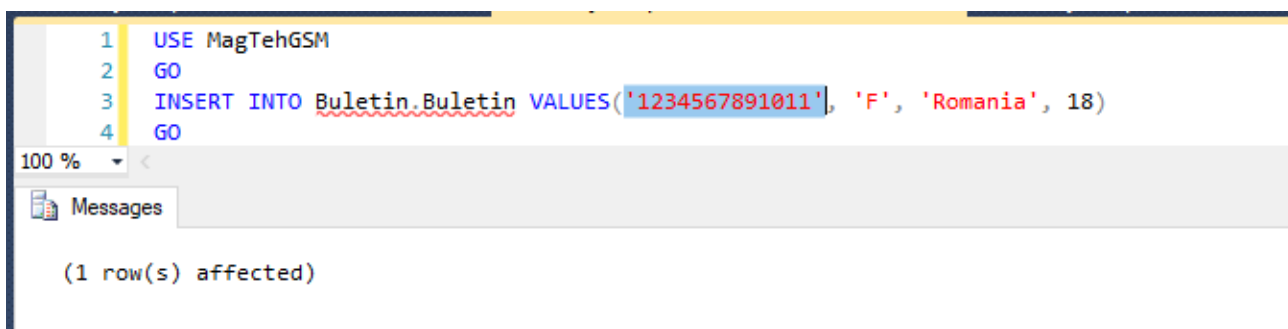 1 USE MagTehGSM
2 GO
3 INSERT INTO Buletin.Buletin VALUES('1234567891011', 'F', 'Romania', 18)
4 GO
100 %
Messages
(1 row(s) affected)